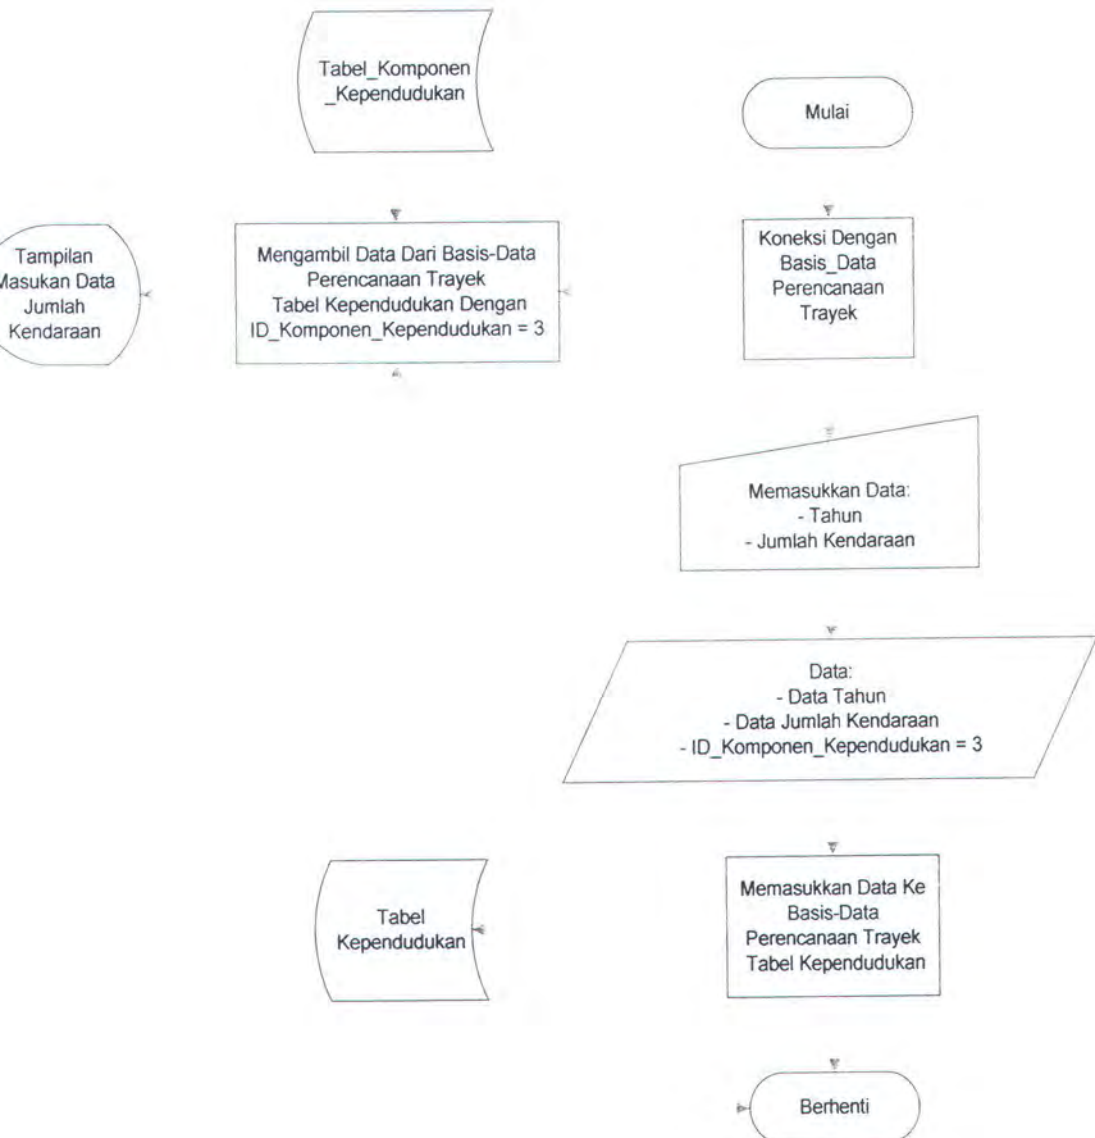 Tabel_Komponen
_Kependudukan
Mulai
Tampilan
Masukan Data
Jumlah
Kendaraan
Mengambil Data Dari Basis-Data
Perencanaan Trayek
Tabel Kependudukan Dengan
ID_Komponen_Kependudukan = 3
Koneksi Dengan
Basis_Data
Perencanaan
Trayek
Memasukkan Data:
- Tahun
- Jumlah Kendaraan
Data:
- Data Tahun
- Data Jumlah Kendaraan
- ID_Komponen_Kependudukan = 3
Tabel
Kependudukan
Memasukkan Data Ke
Basis-Data
Perencanaan Trayek
Tabel Kependudukan
Berhenti